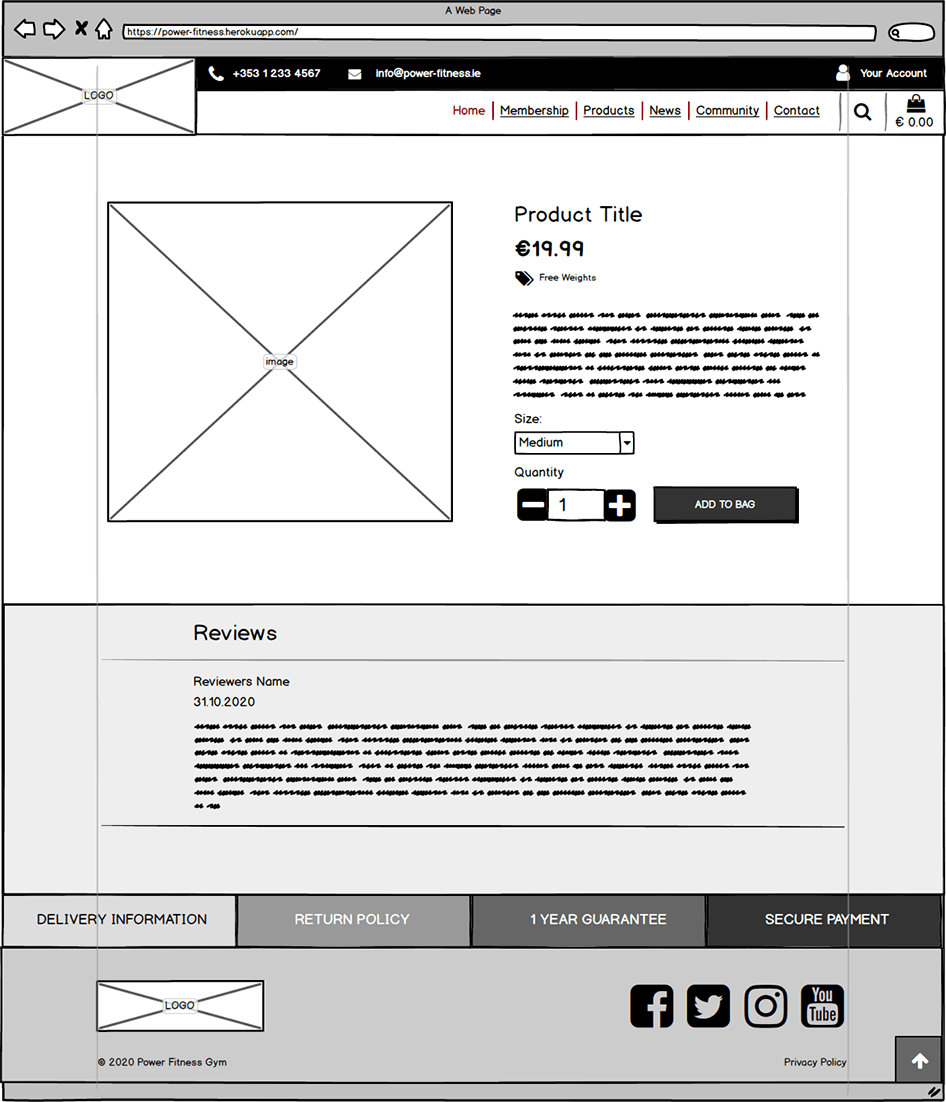 A Web Page
https://power-fitness.herokuapp.com/
LOGO
+353 1 233 4567 info@power-fitness.ie Your Account
Home Membership Products News Community Contact
€ 0.00
Product Title
€19.99
Free Weights
image
Size:
Medium
Quantity
1
ADD TO BAG
Reviews
Reviewers Name
31.10.2020
DELIVERY INFORMATION RETURN POLICY 1 YEAR GUARANTEE SECURE PAYMENT
LOGO
You
Tube
© 2020 Power Fitness Gym Privacy Policy